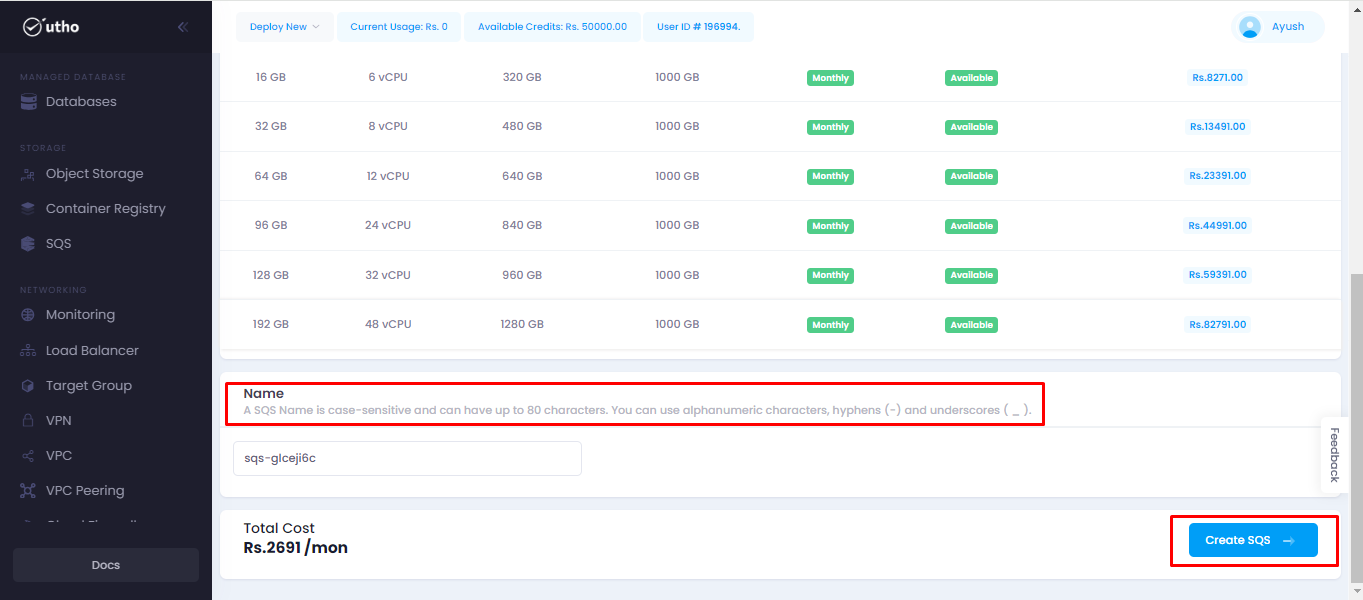 utho
Deploy New
Current Usage: Rs. 0
Available Credits: Rs. 50000.00
User ID # 196994.
Ayush
MANAGED DATABASE
Databases
STORAGE
Object Storage
Container Registry
SQS
NETWORKING
Monitoring
Load Balancer
Target Group
VPN
VPC
VPC Peering
Docs
16 GB 6 vCPU 320 GB 1000 GB Monthly Available Rs.8271.00
32 GB 8 vCPU 480 GB 1000 GB Monthly Available Rs.13491.00
64 GB 12 vCPU 640 GB 1000 GB Monthly Available Rs.23391.00
96 GB 24 vCPU 840 GB 1000 GB Monthly Available Rs.44991.00
128 GB 32 vCPU 960 GB 1000 GB Monthly Available Rs.59391.00
192 GB 48 vCPU 1280 GB 1000 GB Monthly Available Rs.82791.00
Name
A SQS Name is case-sensitive and can have up to 80 characters. You can use alphanumeric characters, hyphens (-) and underscores ( _ ).
sqs-glceji6c
Total Cost
Rs.2691 /mon
Create SQS
Feedback